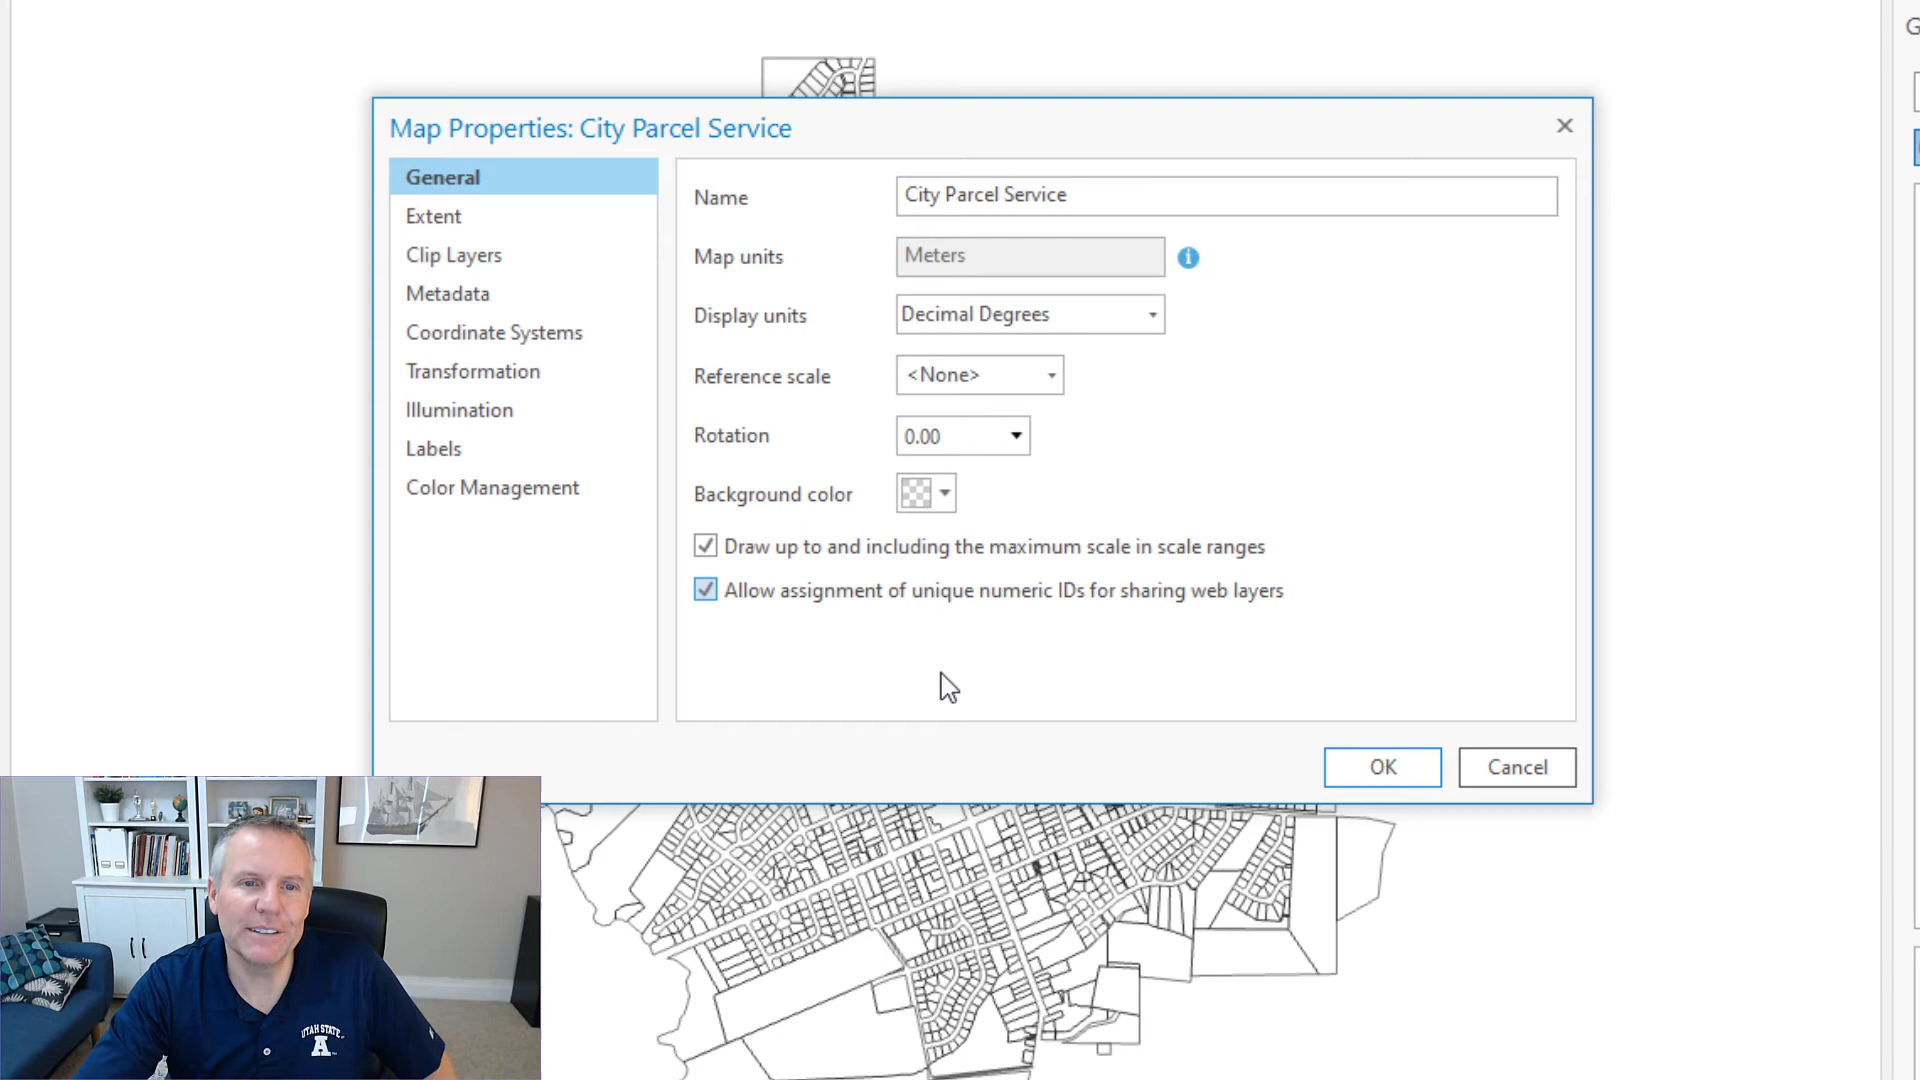 G
Map Properties: City Parcel Service
General
Extent
Clip Layers
Metadata
Coordinate Systems
Transformation
Illumination
Labels
Color Management
Name
City Parcel Service
Map units
Meters
Display units
Decimal Degrees
Reference scale
<None>
Rotation
0.00
Background color
Draw up to and including the maximum scale in scale ranges
Allow assignment of unique numeric IDs for sharing web layers
OK
Cancel
UTAH STATE
A